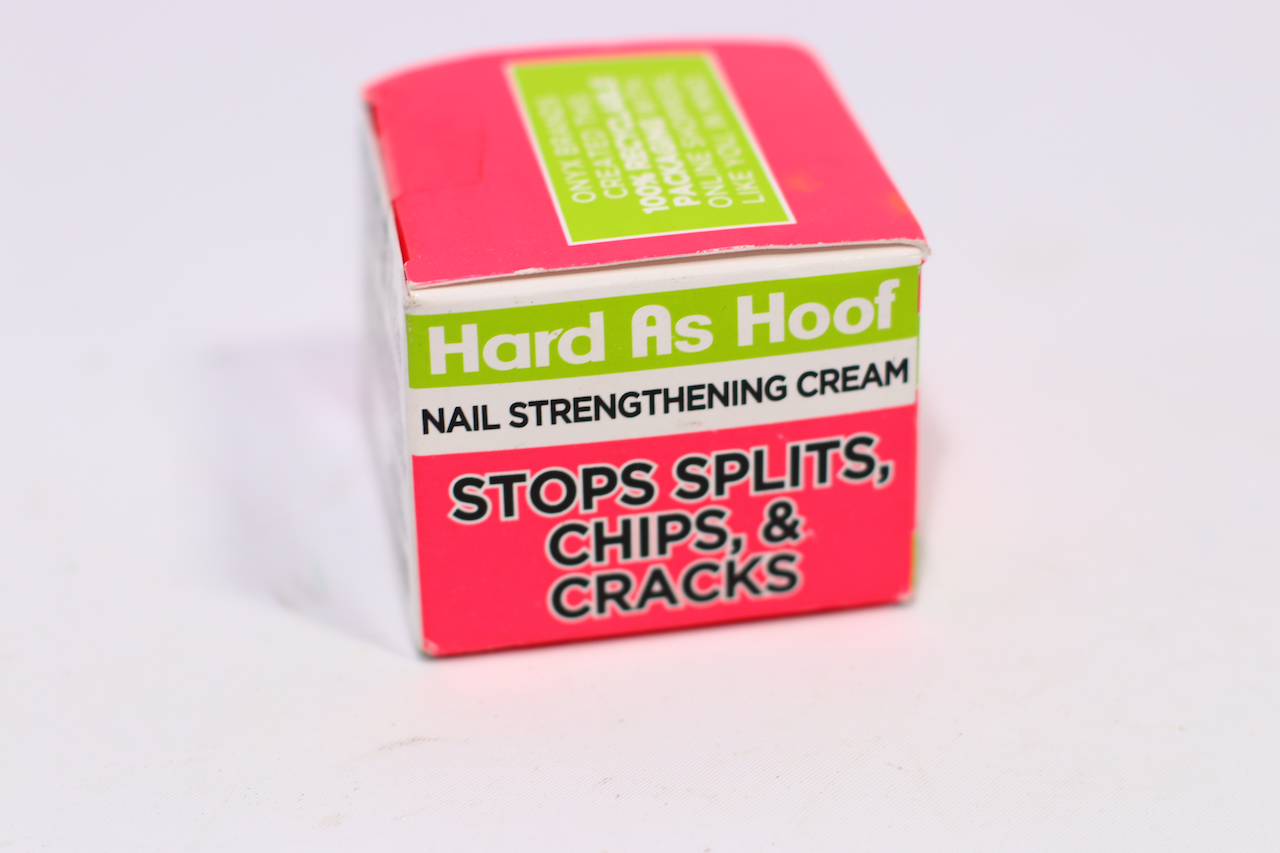 ONYX BRANDS
CREATED THIS
100% RECYCLABLE
PACKAGING WITH
ONLINE SHOPPERS
LIKE YOU, IN MIND.
Hard As Hoof
NAIL STRENGTHENING CREAM
STOPS SPLITS,
CHIPS, &
CRACKS